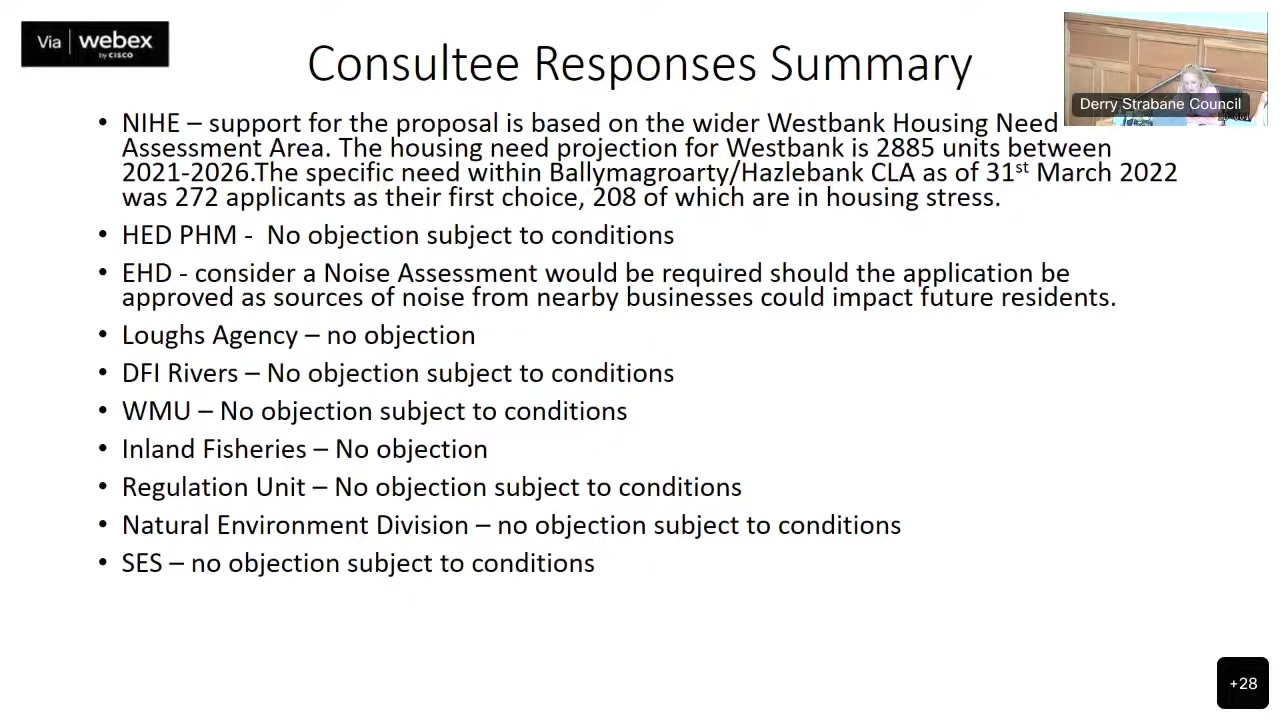 Via webex
by CISCO
Consultee Responses Summary
Derry Strabane Council
• NIHE – support for the proposal is based on the wider Westbank Housing Need
Assessment Area. The housing need projection for Westbank is 2885 units between
2021-2026.The specific need within Ballymagroarty/Hazlebank CLA as of 31st March 2022
was 272 applicants as their first choice, 208 of which are in housing stress.
• HED PHM - No objection subject to conditions
• EHD - consider a Noise Assessment would be required should the application be
approved as sources of noise from nearby businesses could impact future residents.
• Loughs Agency – no objection
• DFI Rivers – No objection subject to conditions
• WMU – No objection subject to conditions
• Inland Fisheries – No objection
• Regulation Unit – No objection subject to conditions
• Natural Environment Division – no objection subject to conditions
• SES – no objection subject to conditions
+28